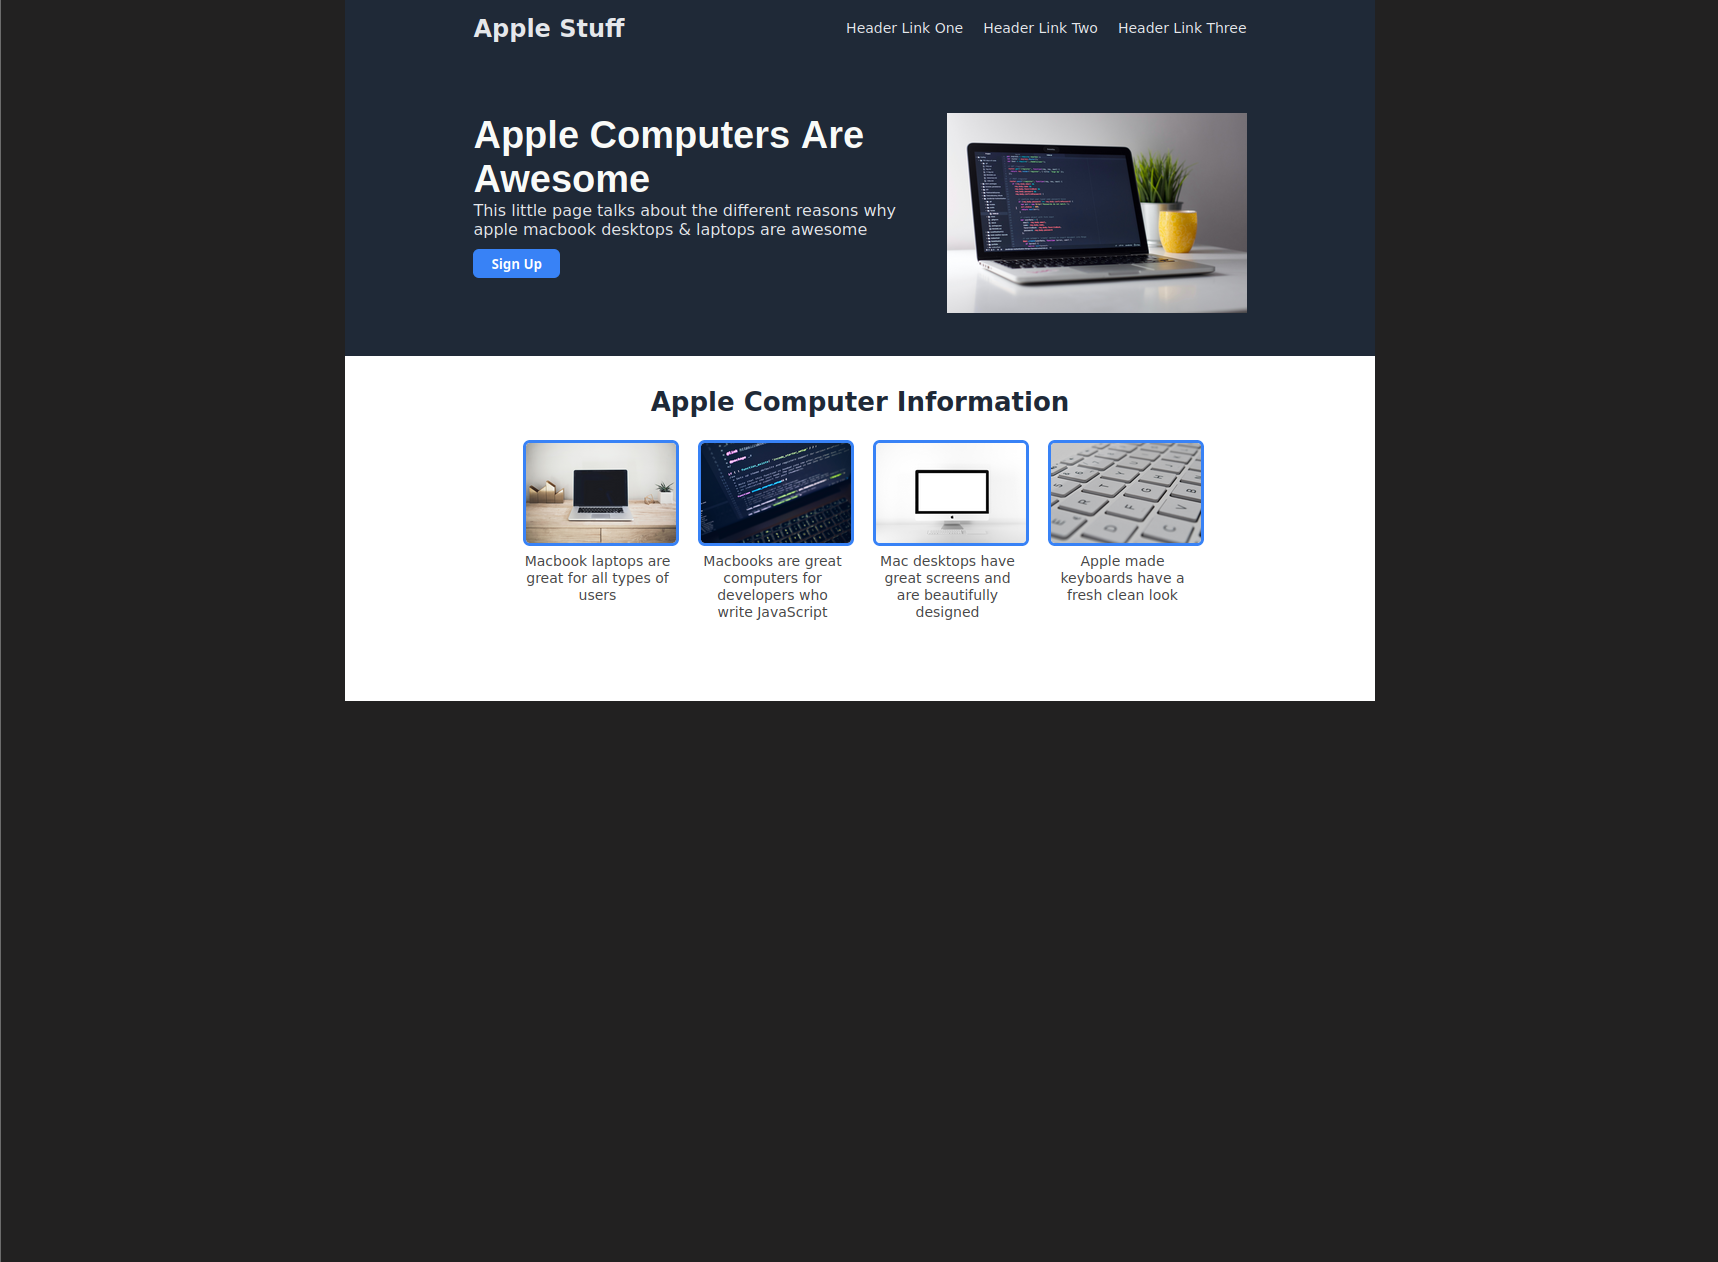 Apple Stuff
Header Link One Header Link Two Header Link Three
Apple Computers Are
Awesome
This little page talks about the different reasons why
apple macbook desktops & laptops are awesome
Sign Up
Apple Computer Information
Macbook laptops are
great for all types of
users
Macbooks are great
computers for
developers who
write JavaScript
Mac desktops have
great screens and
are beautifully
designed
Apple made
keyboards have a
fresh clean look